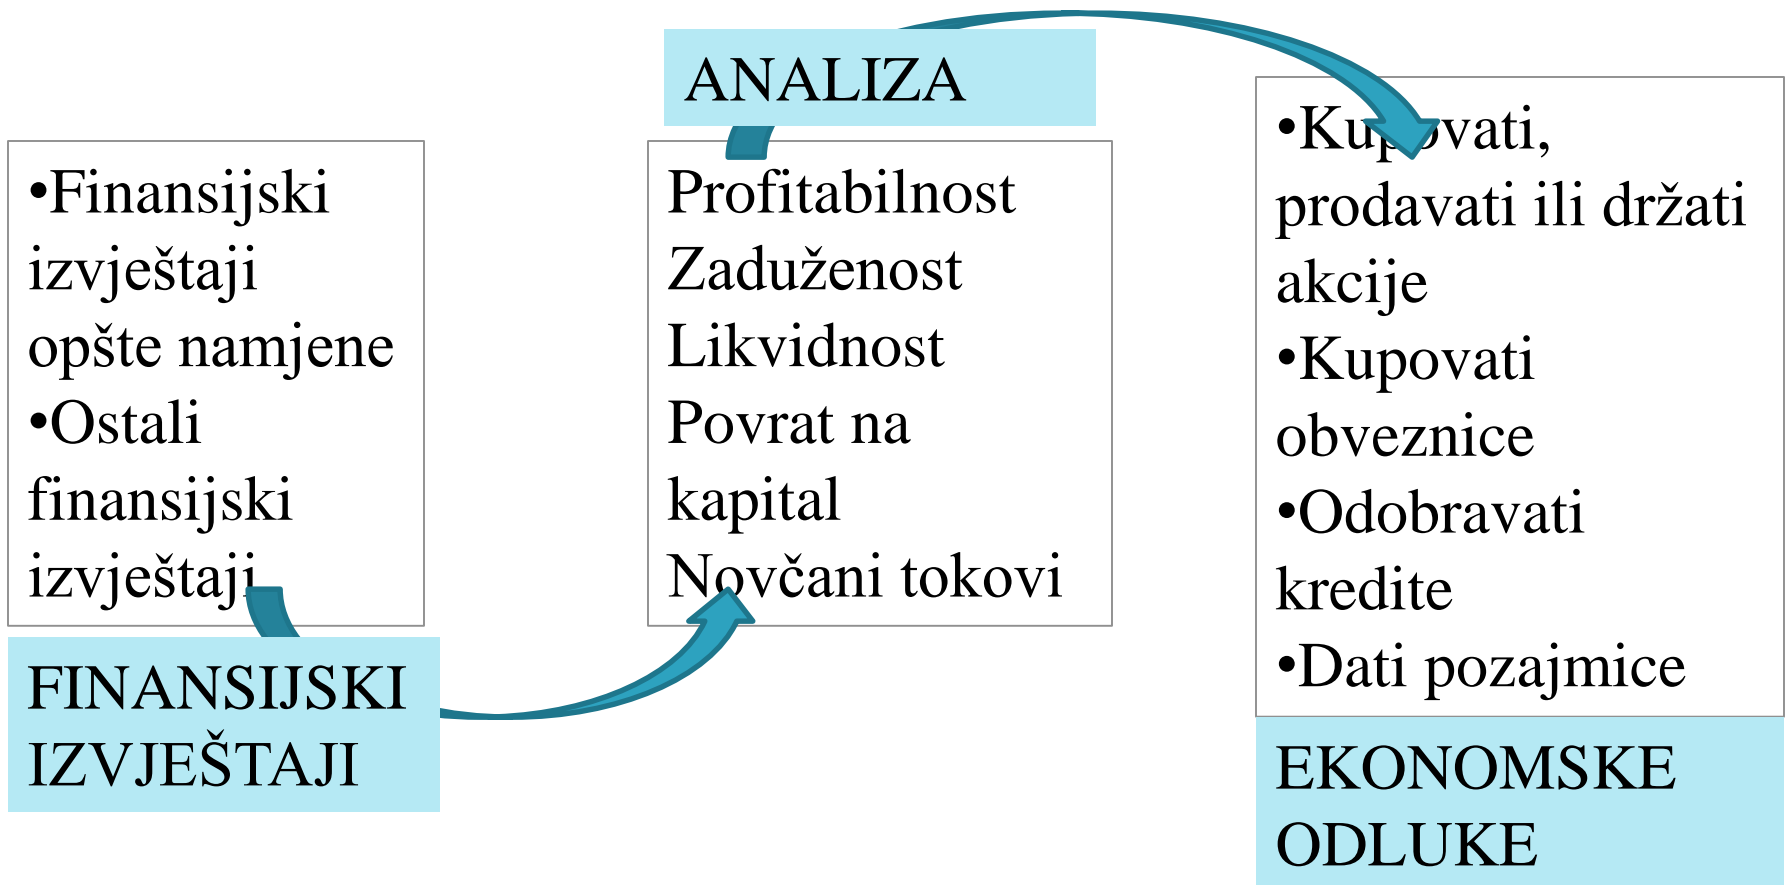 •Finansijski
izvještaji
opšte namjene
•Ostali
finansijski
izvještaji
FINANSIJSKI
IZVJEŠTAJI
ANALIZA
Profitabilnost
Zaduženost
Likvidnost
Povrat na
kapital
Novčani tokovi
•Kupovati,
prodavati ili držati
akcije
•Kupovati
obveznice
•Odobravati
kredite
•Dati pozajmice
EKONOMSKE
ODLUKE